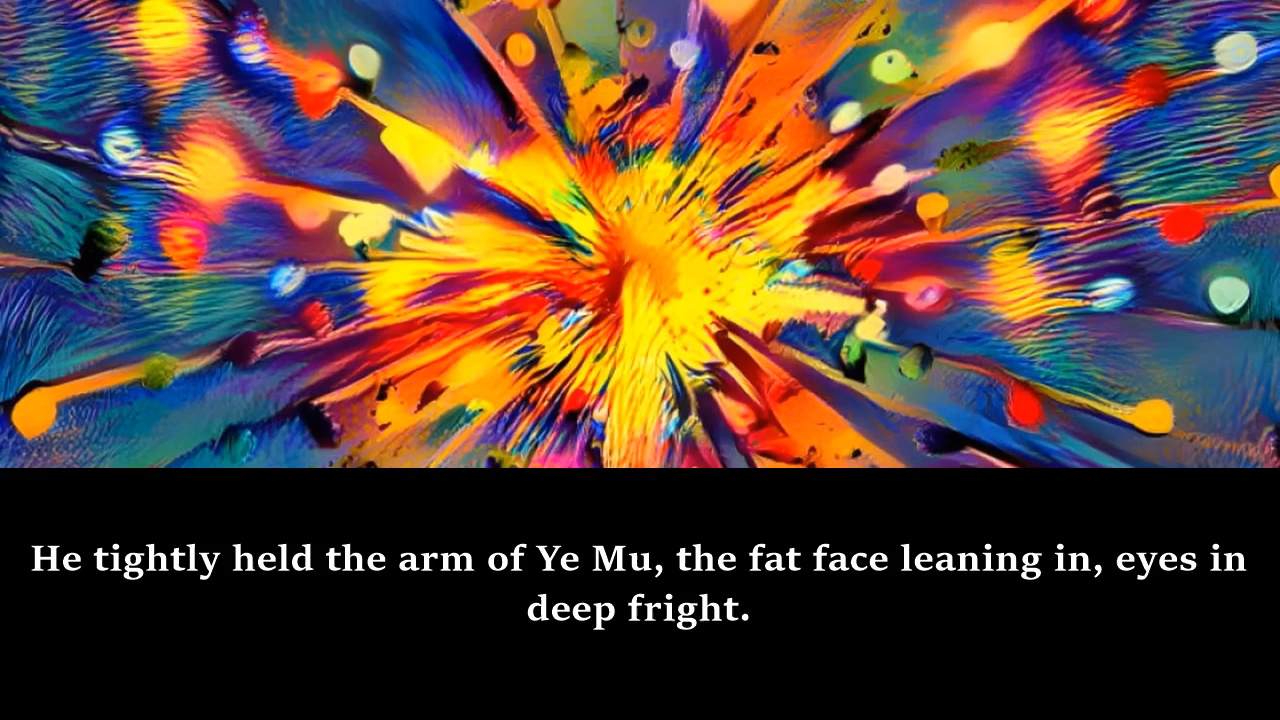 He tightly held the arm of Ye Mu, the fat face leaning in, eyes in
deep fright.